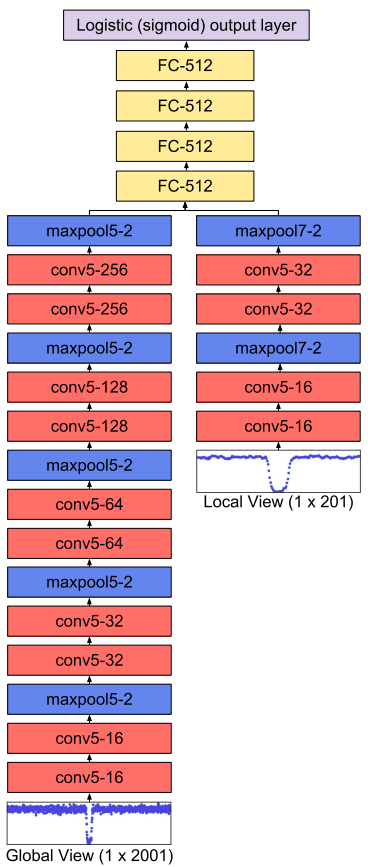 Logistic (sigmoid) output layer
FC-512
FC-512
FC-512
FC-512
maxpool5-2
conv5-256
conv5-256
maxpool5-2
conv5-128
conv5-128
maxpool5-2
conv5-64
conv5-64
maxpool5-2
conv5-32
conv5-32
maxpool5-2
conv5-16
conv5-16
Global View (1 x 2001)
maxpool7-2
conv5-32
conv5-32
maxpool7-2
conv5-16
conv5-16
Local View (1 x 201)